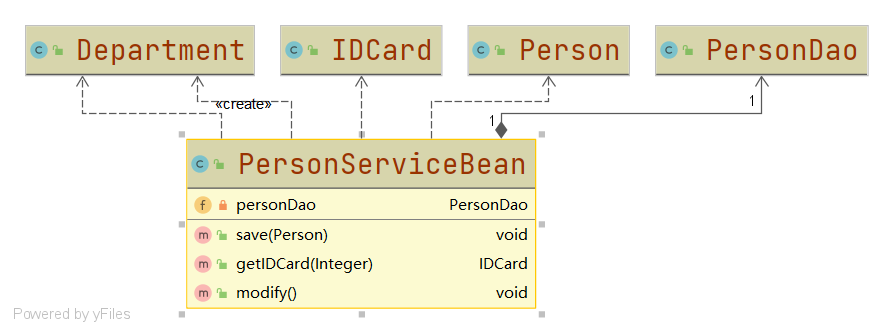 Department
IDCard
Person
PersonDao
«create»
1
1
PersonServiceBean
personDao PersonDao
save(Person) void
getIDCard(Integer) IDCard
modify() void
Powered by yFiles